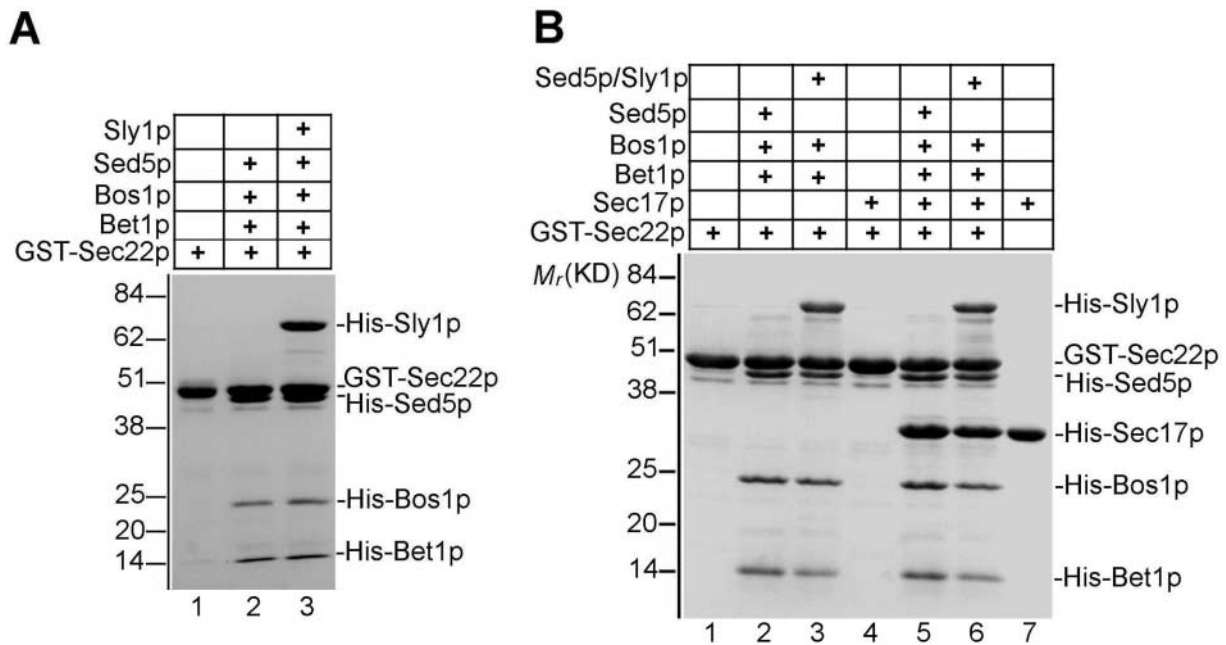 A
Sly1p +
Sed5p + +
Bos1p + +
Bet1p + +
GST-Sec22p + + +
84
62
51
38
25
20
14
-His-Sly1p
GST-Sec22p
His-Sed5p
-His-Bos1p
-His-Bet1p
1 2 3
B
Sed5p/Sly1p + +
Sed5p + +
Bos1p + + + +
Bet1p + + + +
Sec17p + + + +
GST-Sec22p + + + + + +
Mr(KD)
84
62
51
38
25
20
14
-His-Sly1p
GST-Sec22p
His-Sed5p
-His-Sec17p
-His-Bos1p
-His-Bet1p
1 2 3 4 5 6 7